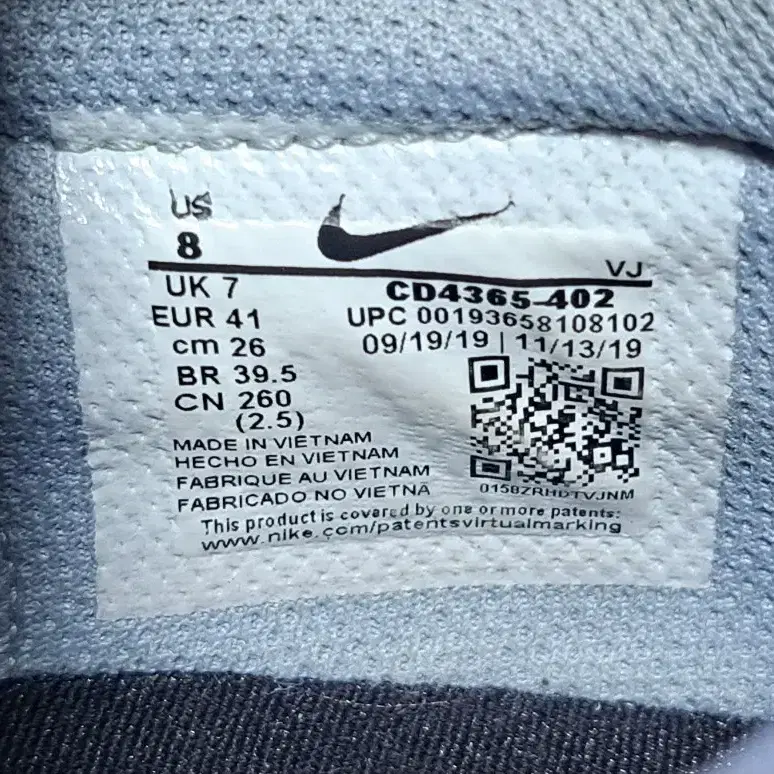 US
8
VJ
UK 7
CD4365-402
EUR 41
UPC 00193658108102
cm 26
09/19/19 | 11/13/19
BR 39.5
CN 260
(2.5)
MADE IN VIETNAM
HECHO EN VIETNAM
FABRIQUE AU VIETNAM
FABRICADO NO VIETNÃ
0158ZRHDTVJNM
This product is covered by one or more patents:
www.nike.com/patentsvirtualmarking